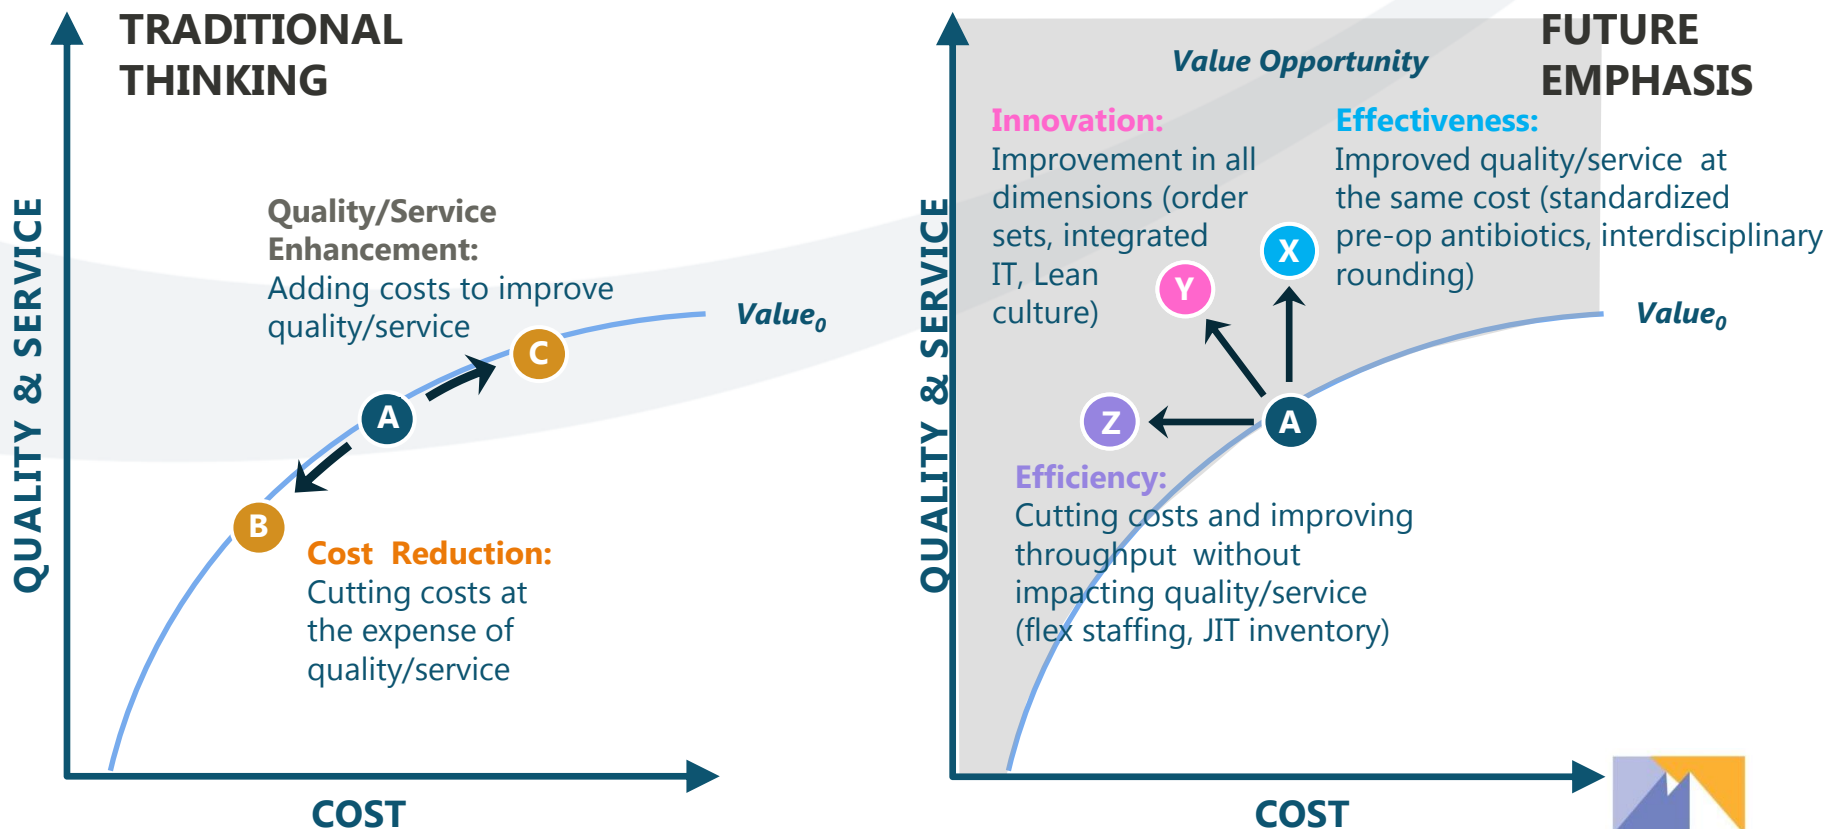 TRADITIONAL
THINKING
QUALITY & SERVICE
Quality/Service
Enhancement:
Adding costs to improve
quality/service
Value0
C
A
B
Cost Reduction:
Cutting costs at
the expense of
quality/service
COST
FUTURE
EMPHASIS
QUALITY & SERVICE
Value Opportunity
Innovation:
Improvement in all
dimensions (order
sets, integrated
IT, Lean
culture)
Effectiveness:
Improved quality/service at
the same cost (standardized
pre-op antibiotics, interdisciplinary
rounding)
X
Y
Value0
Z
A
Efficiency:
Cutting costs and improving
throughput without
impacting quality/service
(flex staffing, JIT inventory)
COST